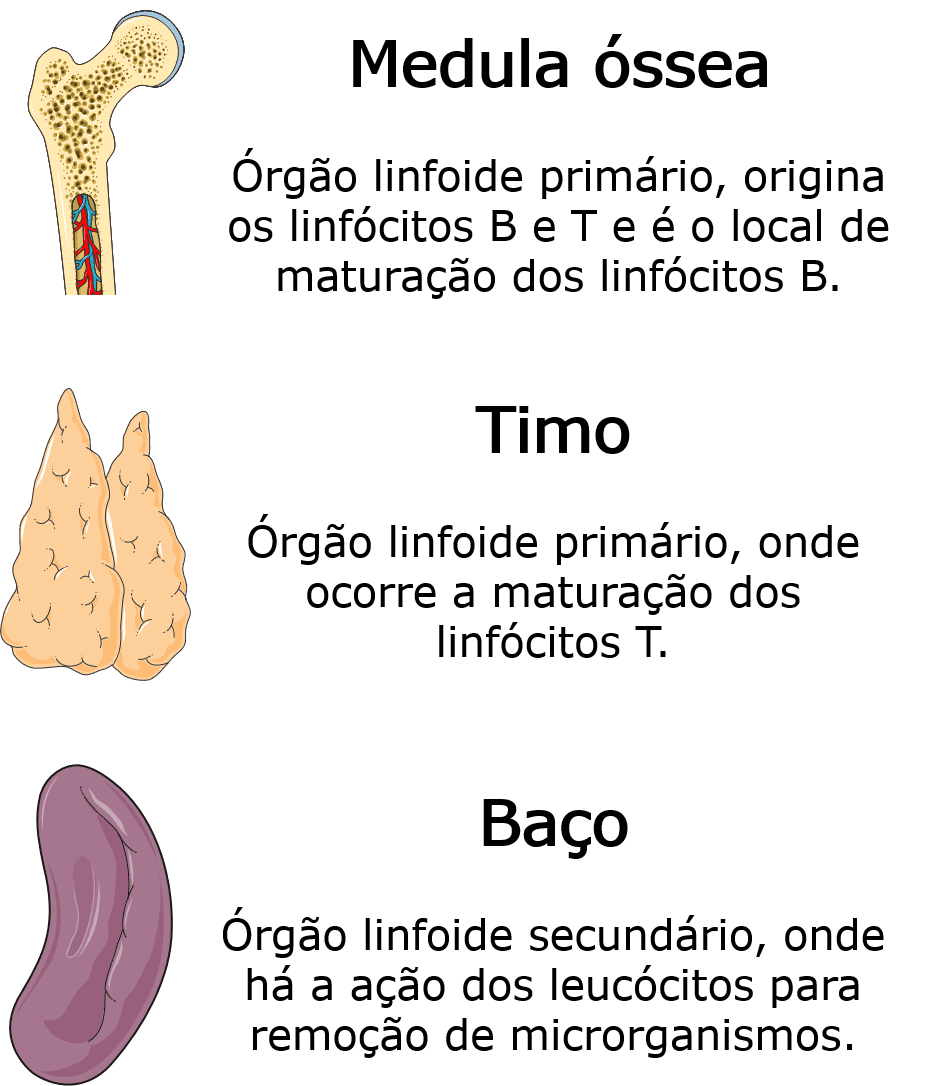 Medula óssea
Órgão linfoide primário, origina
os linfócitos B e T e é o local de
maturação dos linfócitos B.
Timo
Órgão linfoide primário, onde
ocorre a maturação dos
linfócitos T.
Baço
Órgão linfoide secundário, onde
há a ação dos leucócitos para
remoção de microrganismos.